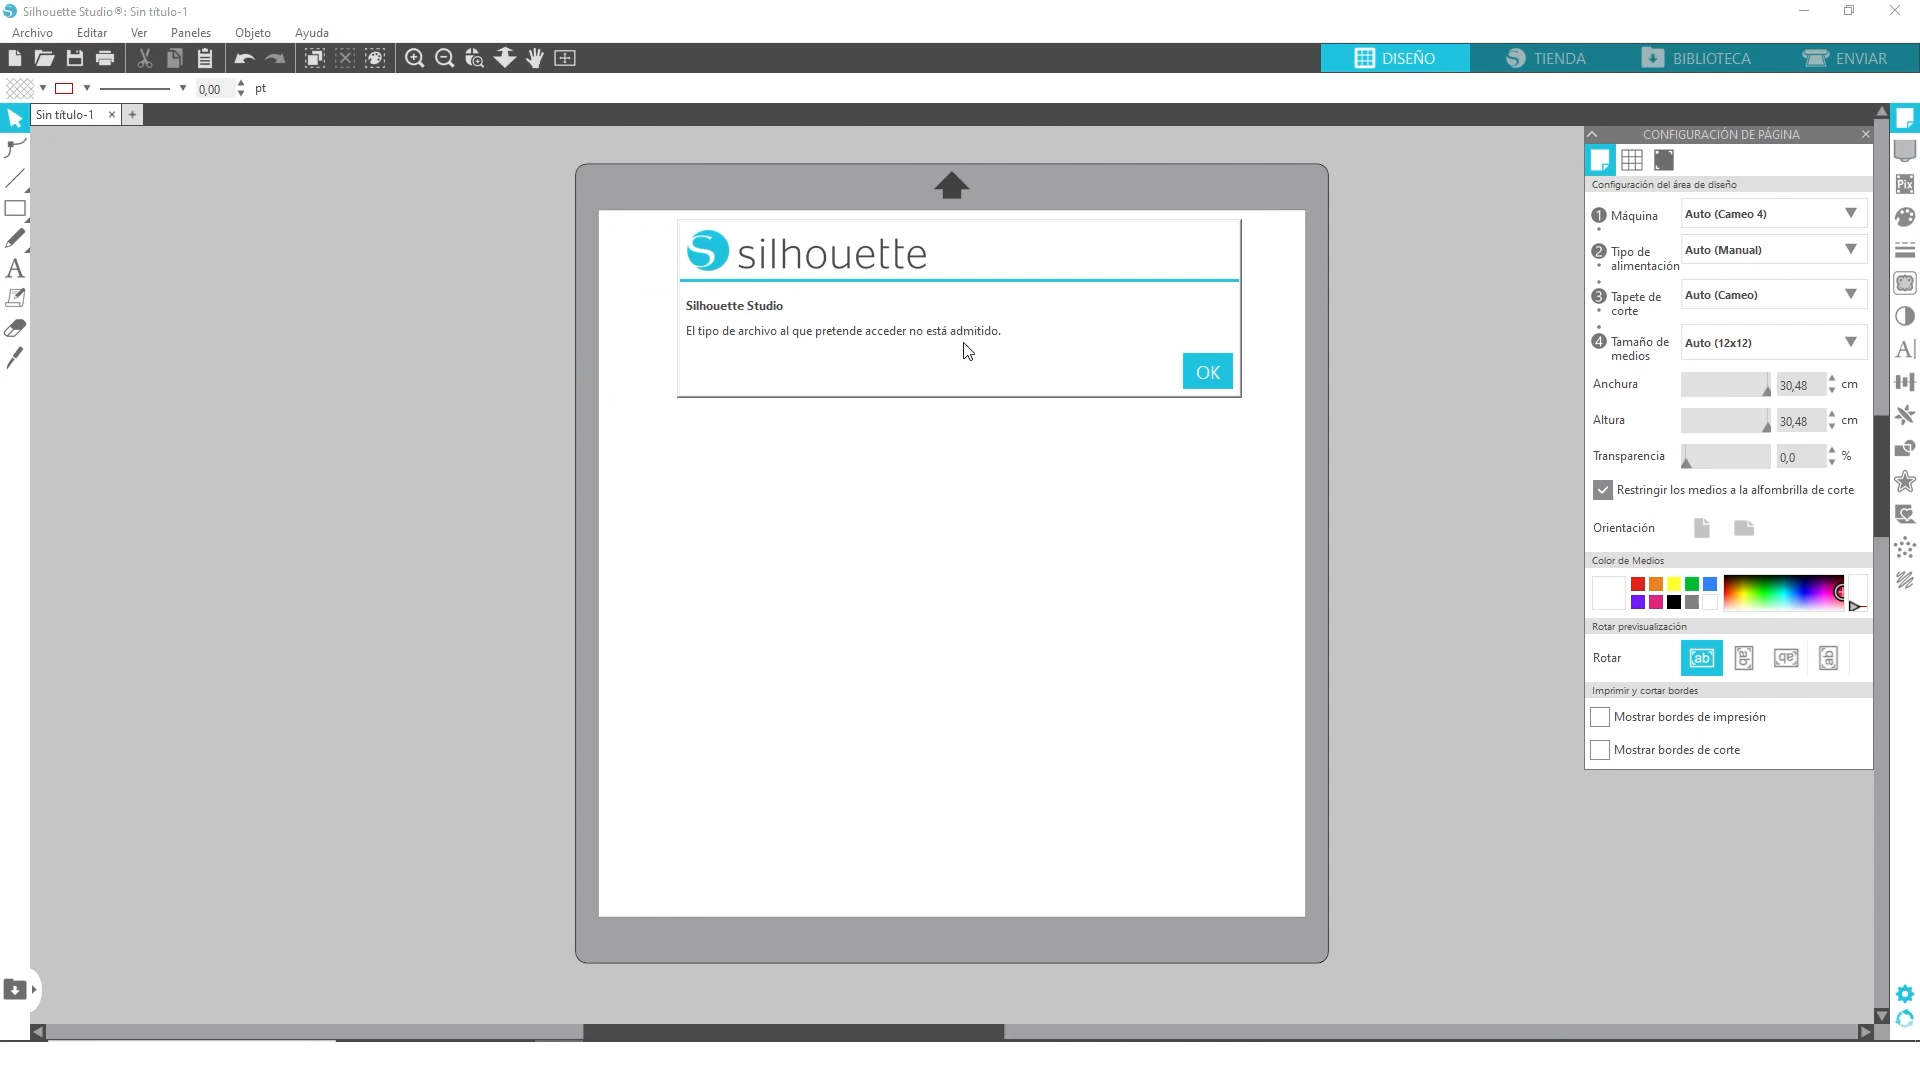 Silhouette Studio®: Sin título-1
Archivo Editar Ver Paneles Objeto Ayuda
DISEÑO TIENDA BIBLIOTECA ENVIAR
0,00 pt
Sin título-1
CONFIGURACIÓN DE PÁGINA
Configuración del área de diseño
1 Máquina Auto (Cameo 4)
2 Tipo de alimentación Auto (Manual)
3 Tapete de corte Auto (Cameo)
4 Tamaño de medios Auto (12x12)
Anchura 30,48 cm
Altura 30,48 cm
Transparencia 0,0 %
Restringir los medios a la alfombrilla de corte
Orientación
Color de Medios
Rotar previsualización
Rotar ab ab ab ab
Imprimir y cortar bordes
Mostrar bordes de impresión
Mostrar bordes de corte
silhouette
Silhouette Studio
El tipo de archivo al que pretende acceder no está admitido.
OK
A
Pix
A